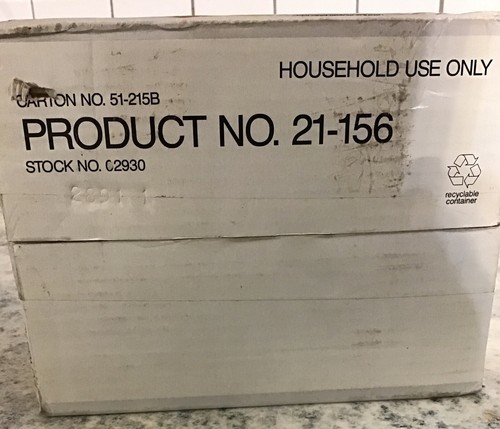 HOUSEHOLD USE ONLY
CARTON NO. 51-215B
PRODUCT NO. 21-156
STOCK NO. 02930
recyclable
container